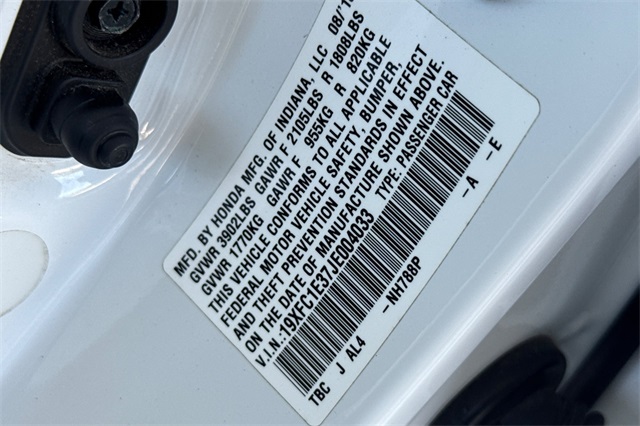 MFD. BY HONDA MFG. OF INDIANA, LLC 08/
GVWR 3902LBS GAWR F 2105LBS R 1808LBS
GVWR 1770KG GAWR F 955KG R 820KG
THIS VEHICLE CONFORMS TO ALL APPLICABLE
FEDERAL MOTOR VEHICLE SAFETY, BUMPER,
AND THEFT PREVENTION STANDARDS IN EFFECT
ON THE DATE OF MANUFACTURE SHOWN ABOVE.
V.I.N.:19XFC1E37JE004033 TYPE: PASSENGER CAR
TBC J AL4 -NH788P -A -E